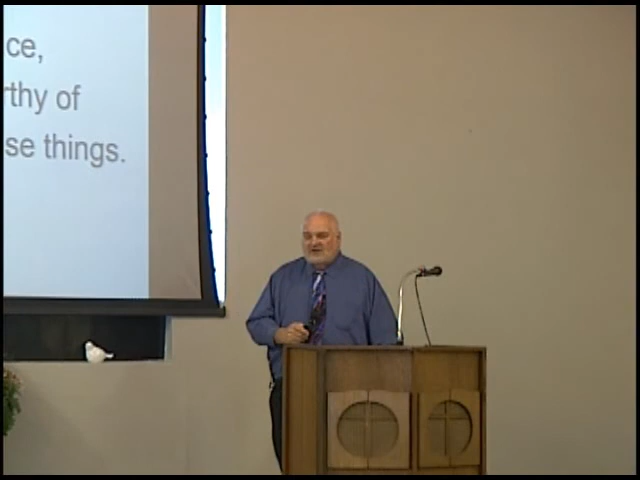 ce,
rthy of
se things.